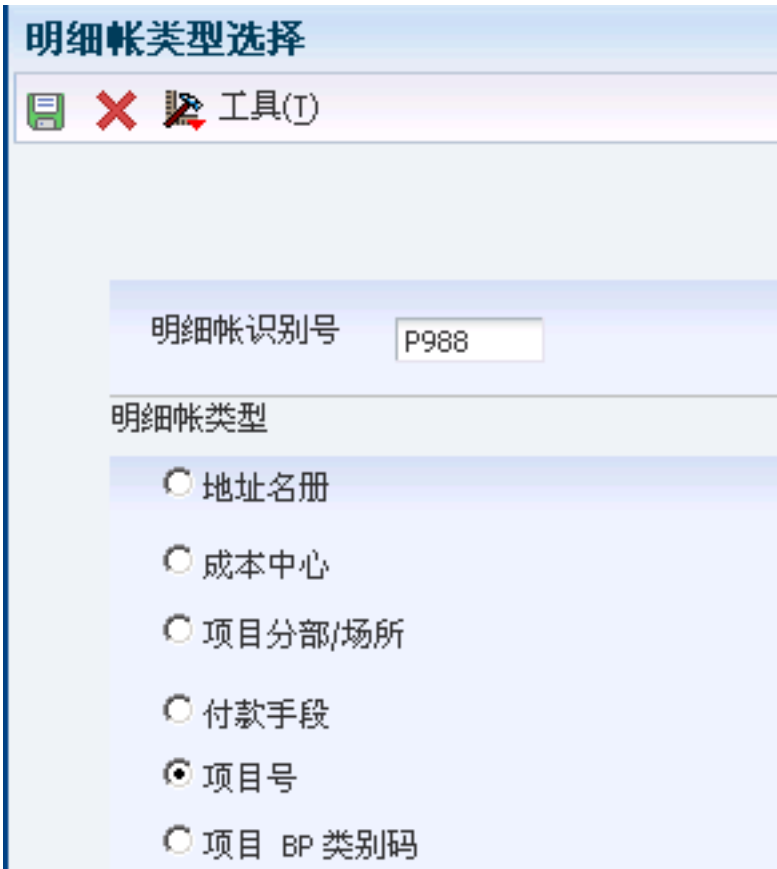 明细帐类型选择
工具(T)
明细帐识别号 P988
明细帐类型
地址名册
成本中心
项目分部/场所
付款手段
项目号
项目 BP 类别码